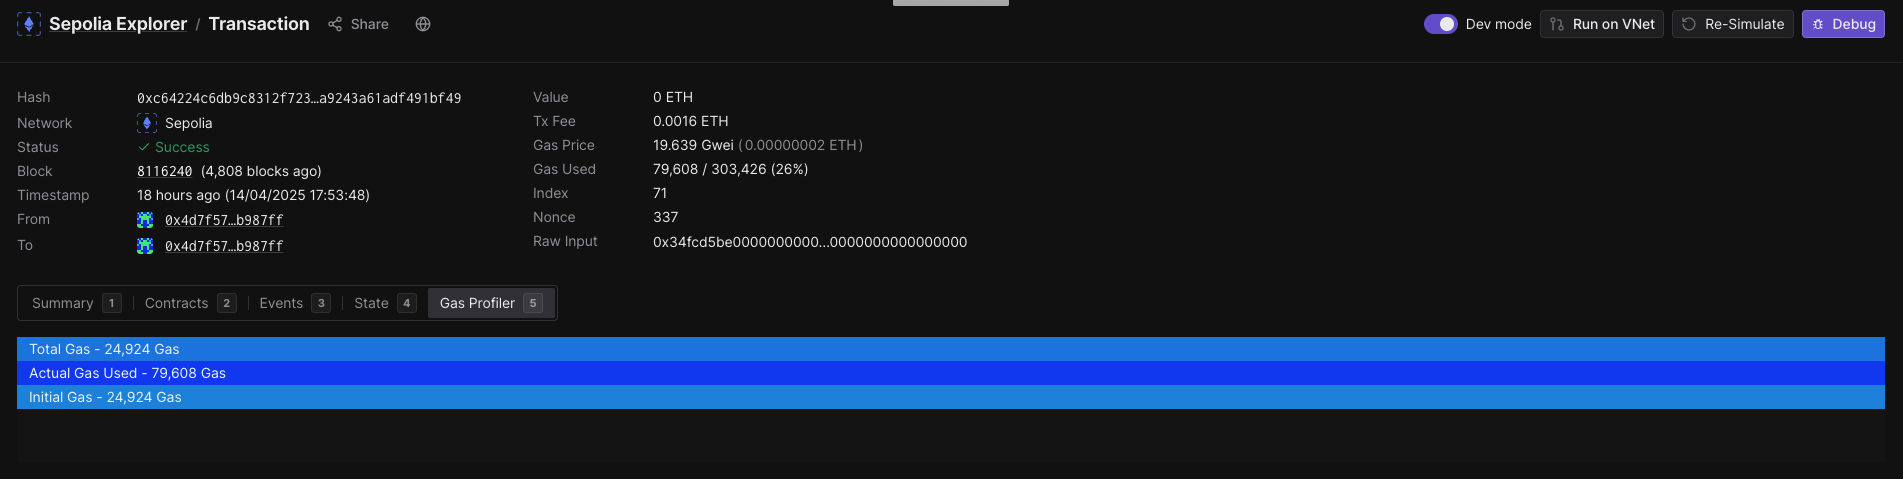 Sepolia Explorer / Transaction Share Dev mode Run on VNet Re-Simulate Debug
Hash 0xc64224c6db9c8312f723…a9243a61adf491bf49
Value 0 ETH
Network Sepolia
Tx Fee 0.0016 ETH
Status Success
Gas Price 19.639 Gwei (0.00000002 ETH)
Block 8116240 (4,808 blocks ago)
Gas Used 79,608 / 303,426 (26%)
Timestamp 18 hours ago (14/04/2025 17:53:48)
Index 71
From 0x4d7f57…b987ff
Nonce 337
To 0x4d7f57…b987ff
Raw Input 0x34fcd5be0000000000…0000000000000000
Summary 1 Contracts 2 Events 3 State 4 Gas Profiler 5
Total Gas - 24,924 Gas
Actual Gas Used - 79,608 Gas
Initial Gas - 24,924 Gas